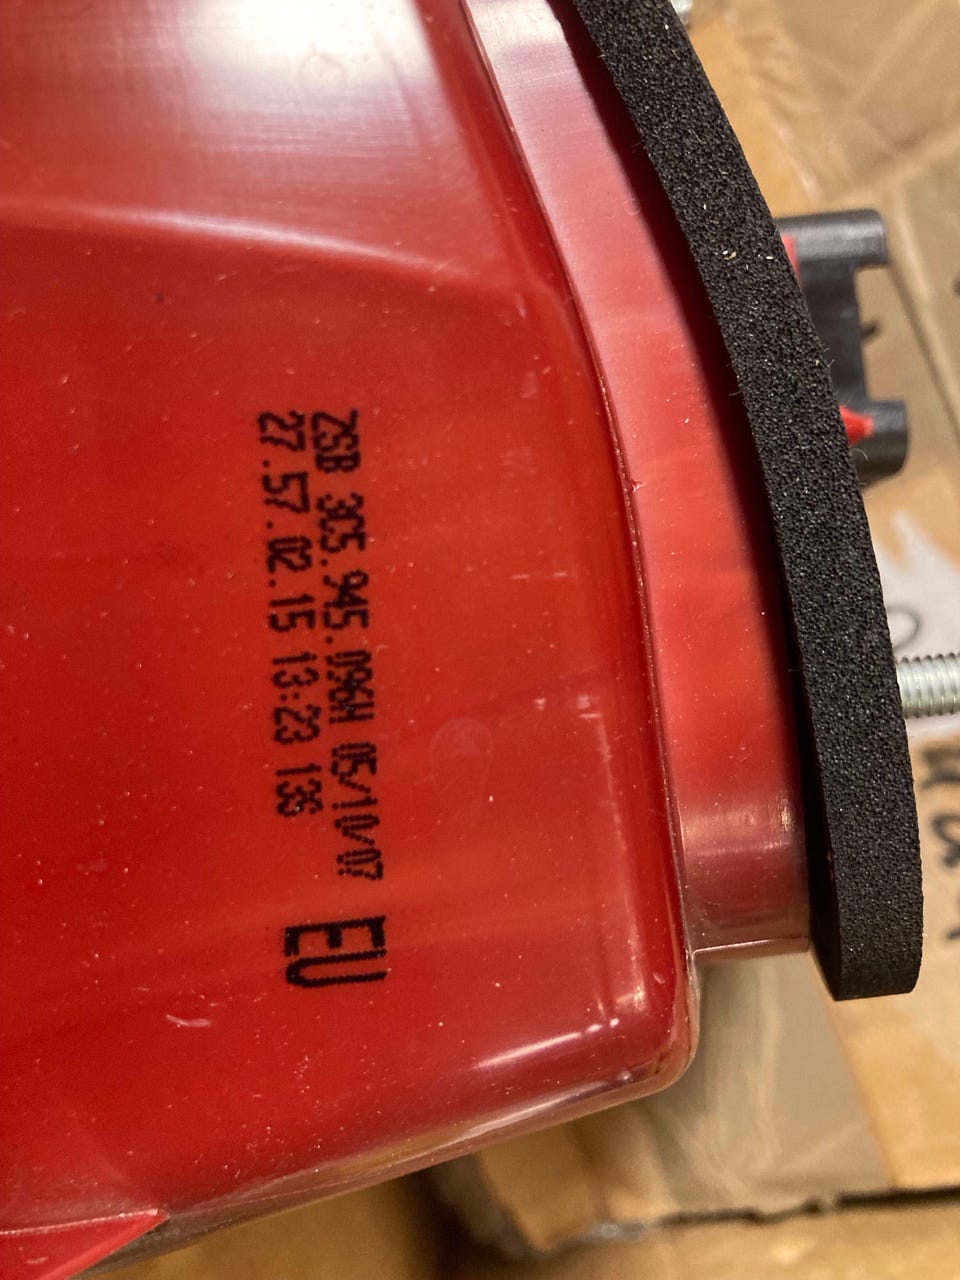 ZSB 3C5.945.096H 05/10/07
27.57.02.15 13:23 136
EU